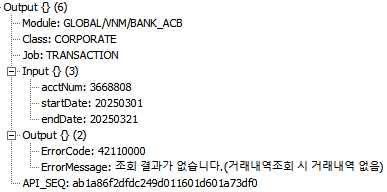 Output {} (6)
Module: GLOBAL/VNM/BANK_ACB
Class: CORPORATE
Job: TRANSACTION
Input {} (3)
acctNum: 3668808
startDate: 20250301
endDate: 20250321
Output {} (2)
ErrorCode: 42110000
ErrorMessage: 조회 결과가 없습니다.(거래내역조회 시 거래내역 없음)
API_SEQ: ab1a86f2dfdc249d011601d601a73df0